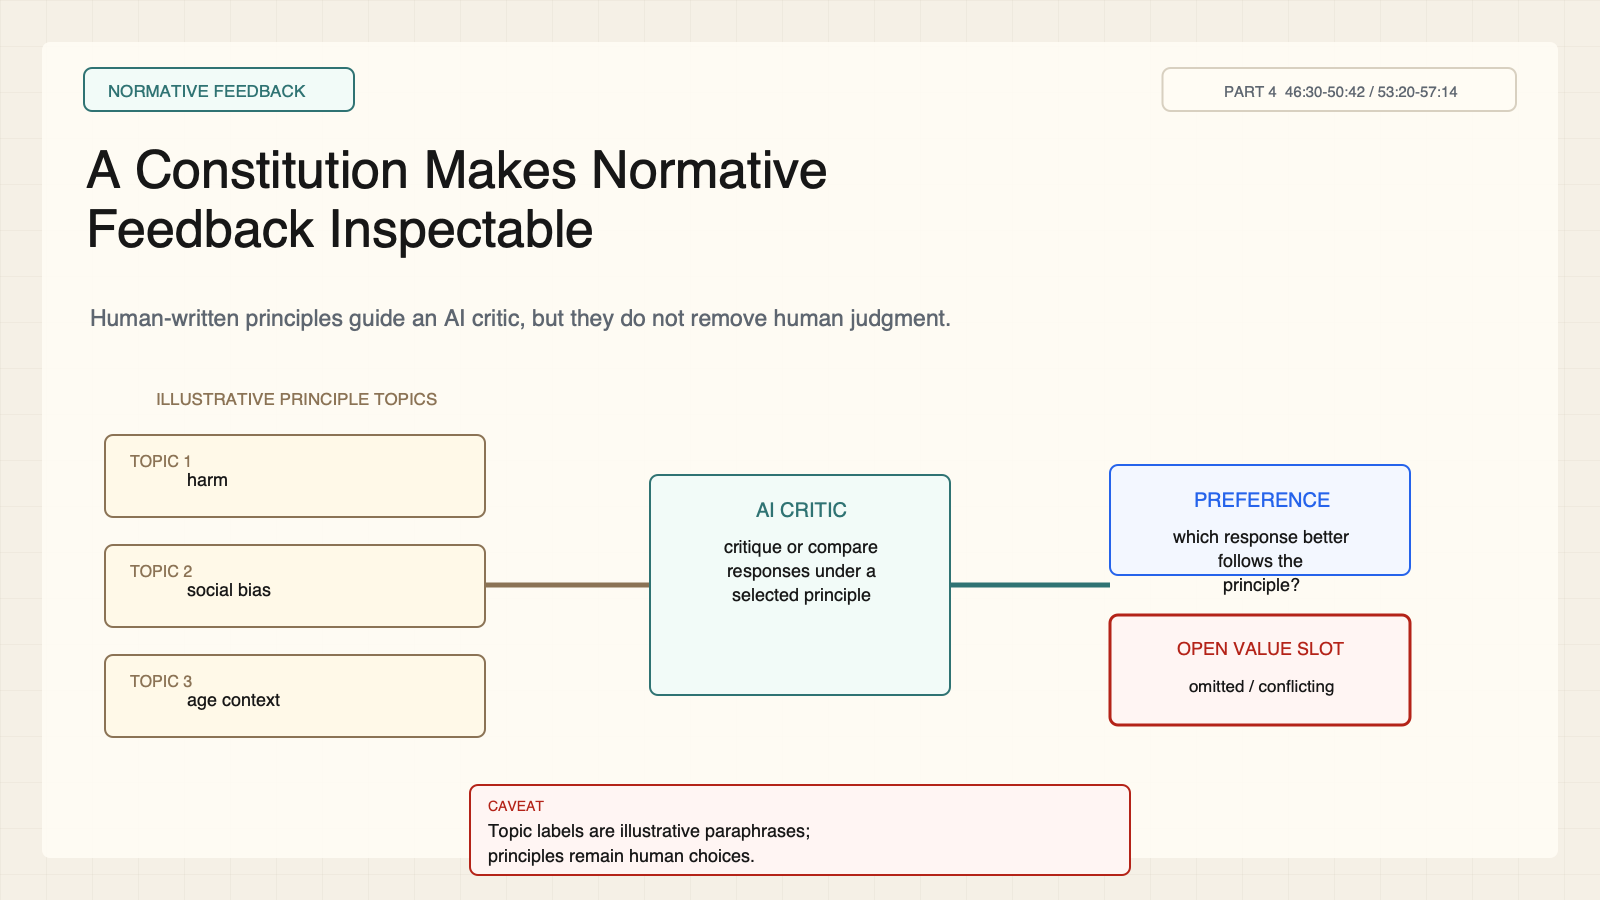 NORMATIVE FEEDBACK
PART 4 46:30-50:42 / 53:20-57:14
A Constitution Makes Normative
Feedback Inspectable
Human-written principles guide an AI critic, but they do not remove human judgment.
ILLUSTRATIVE PRINCIPLE TOPICS
TOPIC 1
harm
TOPIC 2
social bias
TOPIC 3
age context
AI CRITIC
critique or compare
responses under a
selected principle
PREFERENCE
which response better
follows the
principle?
OPEN VALUE SLOT
omitted / conflicting
CAVEAT
Topic labels are illustrative paraphrases;
principles remain human choices.